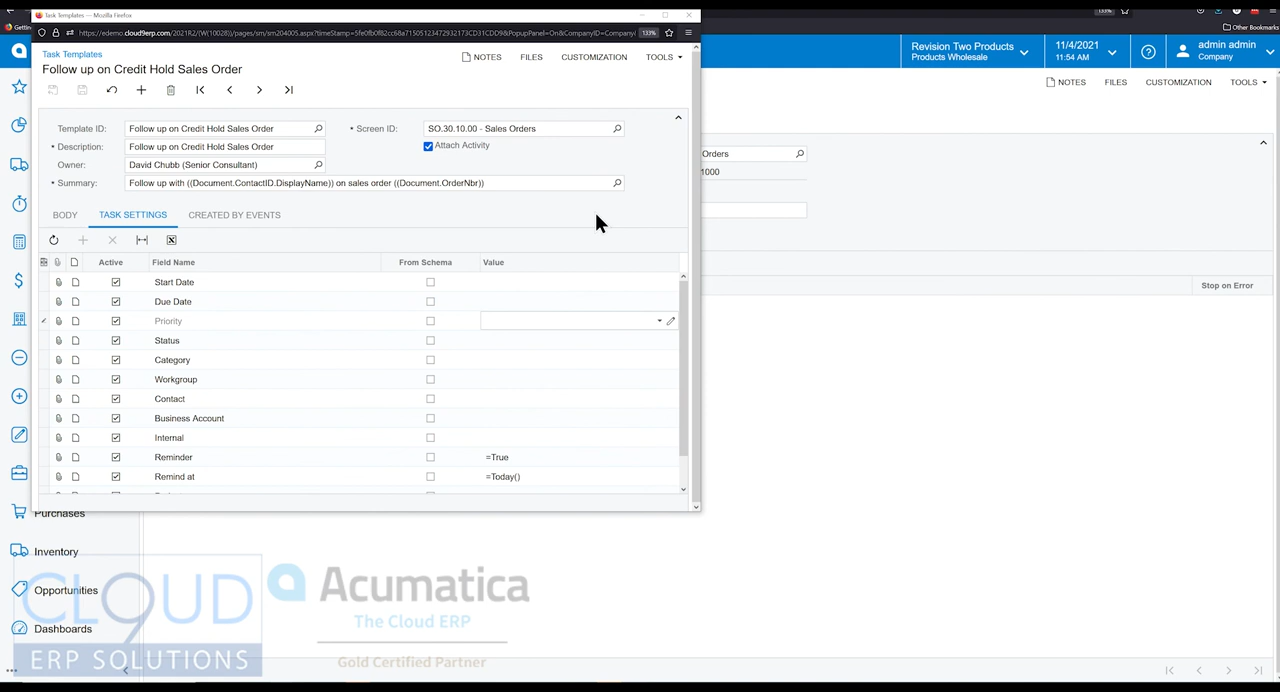 133%
Task Templates — Mozilla Firefox
Gettin
https://edemo.cloud9erp.com/2021R2/(W(10028))/pages/sm/sm204005.aspx?timeStamp=5fe0fb0f82cc68a71505123472932173CD31CDD9&PopupPanel=On&CompanyID=Company(
133%
Other Bookmarks
Task Templates
Follow up on Credit Hold Sales Order
NOTES FILES CUSTOMIZATION TOOLS
Revision Two Products
Products Wholesale
11/4/2021
11:54 AM
admin admin
Company
NOTES FILES CUSTOMIZATION TOOLS
Template ID: Follow up on Credit Hold Sales Order
• Screen ID: SO.30.10.00 - Sales Orders
• Description: Follow up on Credit Hold Sales Order
Attach Activity
Owner: David Chubb (Senior Consultant)
• Summary: Follow up with ((Document.ContactID.DisplayName)) on sales order ((Document.OrderNbr))
Orders
1000
BODY TASK SETTINGS CREATED BY EVENTS
Active Field Name From Schema Value
Stop on Error
Start Date
Due Date
Priority
Status
Category
Workgroup
Contact
Business Account
Internal
Reminder =True
Remind at =Today()
Purchases
Inventory
Opportunities
Dashboards
CLOUD9
ERP SOLUTIONS
Acumatica
The Cloud ERP
Gold Certified Partner